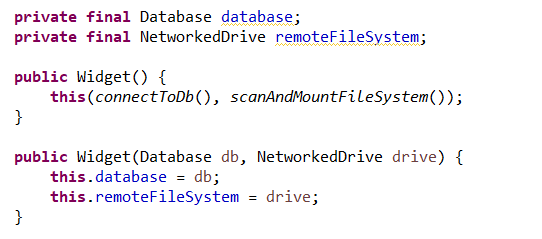 private final Database database;
private final NetworkedDrive remoteFileSystem;
public Widget() {
this(connectToDb(), scanAndMountFileSystem());
}
public Widget(Database db, NetworkedDrive drive) {
this.database = db;
this.remoteFileSystem = drive;
}